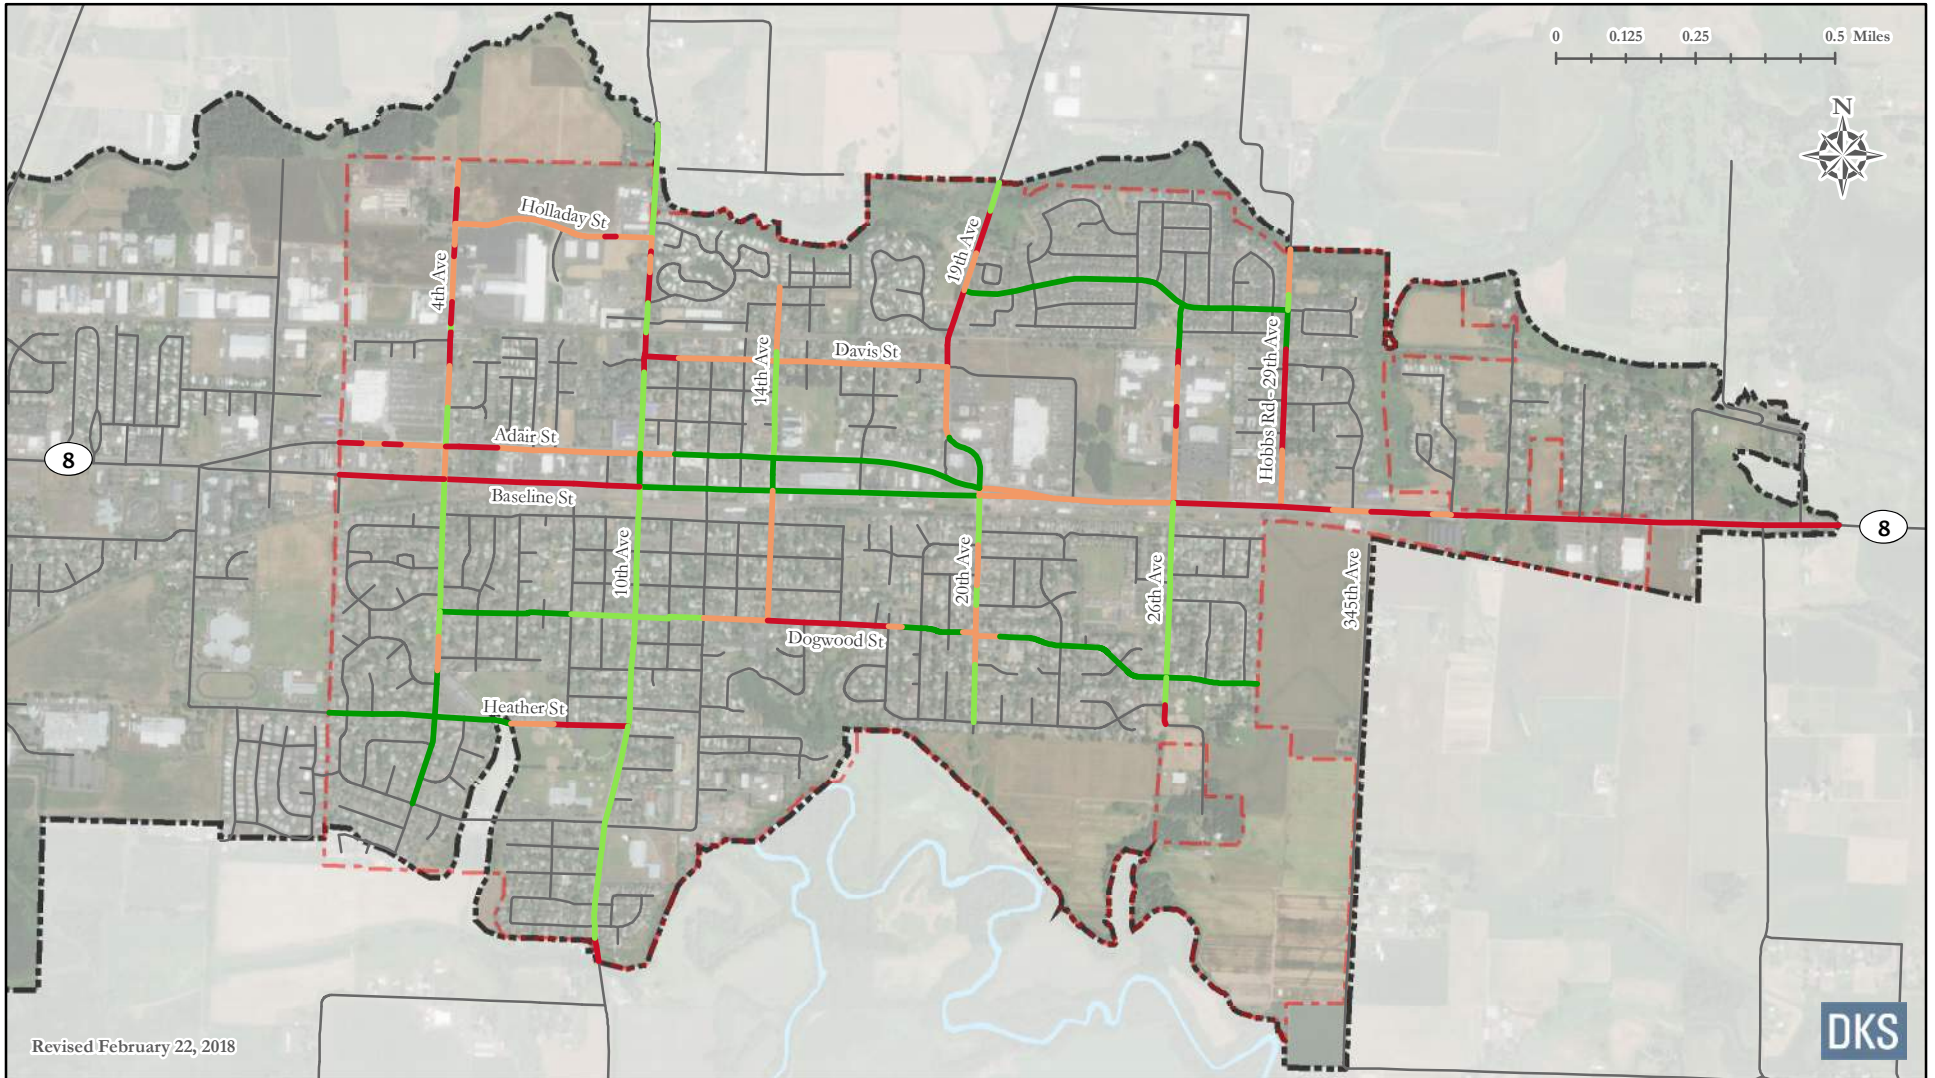 0 0.125 0.25 0.5 Miles
N
Holladay St
19th Ave
4th Ave
Davis St
14th Ave
Hobbs Rd - 29th Ave
Adair St
8
Baseline St
8
10th Ave
20th Ave
26th Ave
345th Ave
Dogwood St
Heather St
DKS
Revised February 22, 2018